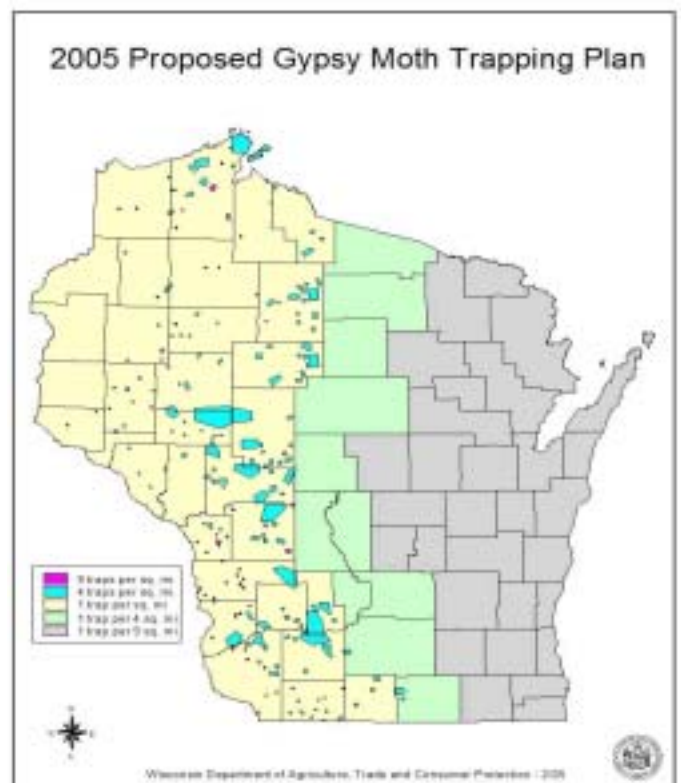 2005 Proposed Gypsy Moth Trapping Plan
traps per sq. mi
4 traps per sq. mi
1 trap per sq. mi
1 trap per 4 sq. mi
1 trap per 9 sq. mi
Wisconsin Department of Agriculture, Trade and Consumer Protection